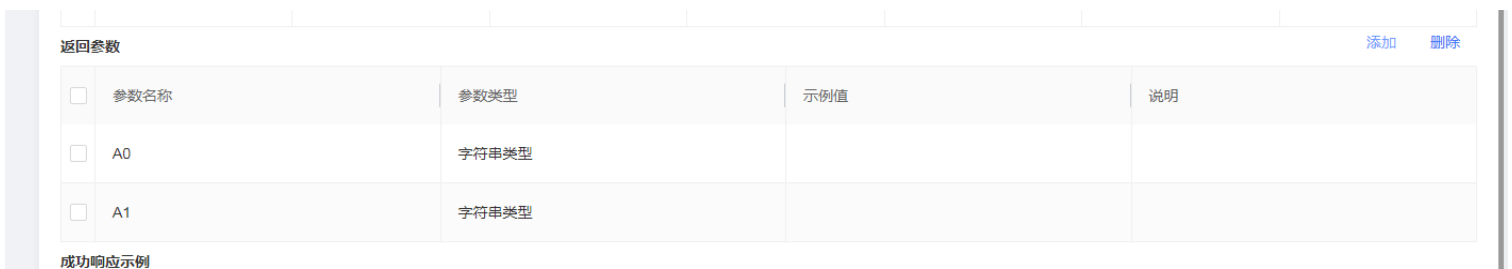 返回参数 添加 删除
参数名称 参数类型 示例值 说明
A0 字符串类型
A1 字符串类型
成功响应示例